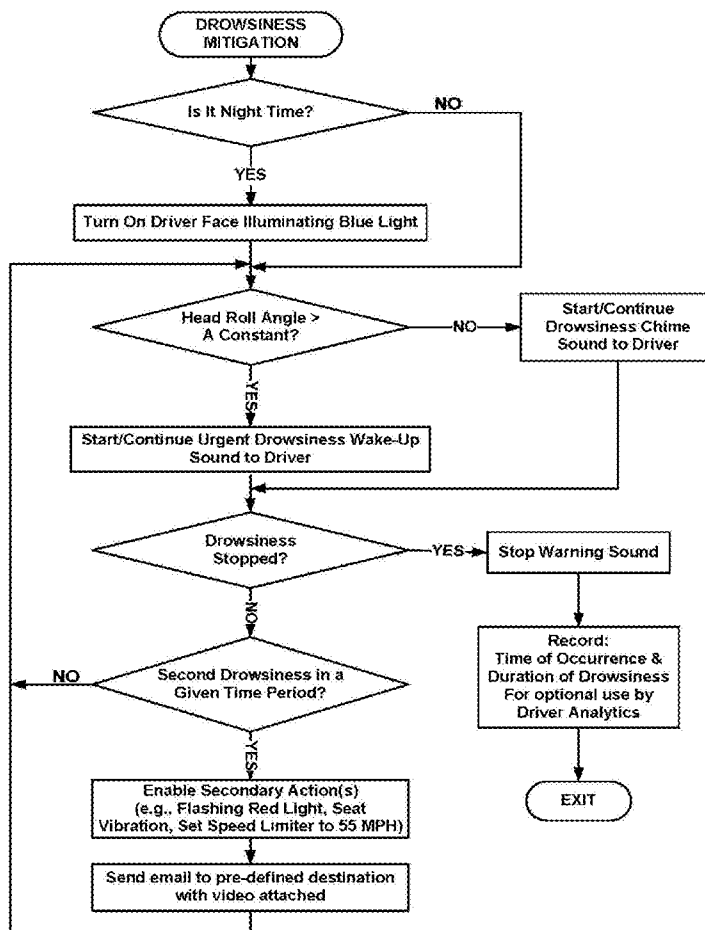 DROWSINESS
MITIGATION
Is It Night Time?
NO
YES
Turn On Driver Face Illuminating Blue Light
Head Roll Angle >
A Constant?
NO
Start/Continue
Drowsiness Chime
Sound to Driver
YES
Start/Continue Urgent Drowsiness Wake-Up
Sound to Driver
Drowsiness
Stopped?
YES
Stop Warning Sound
NO
Record:
Time of Occurrence &
Duration of Drowsiness
For optional use by
Driver Analytics
Second Drowsiness in a
Given Time Period?
NO
YES
EXIT
Enable Secondary Action(s)
(e.g., Flashing Red Light, Seat
Vibration, Set Speed Limiter to 55 MPH)
Send email to pre-defined destination
with video attached